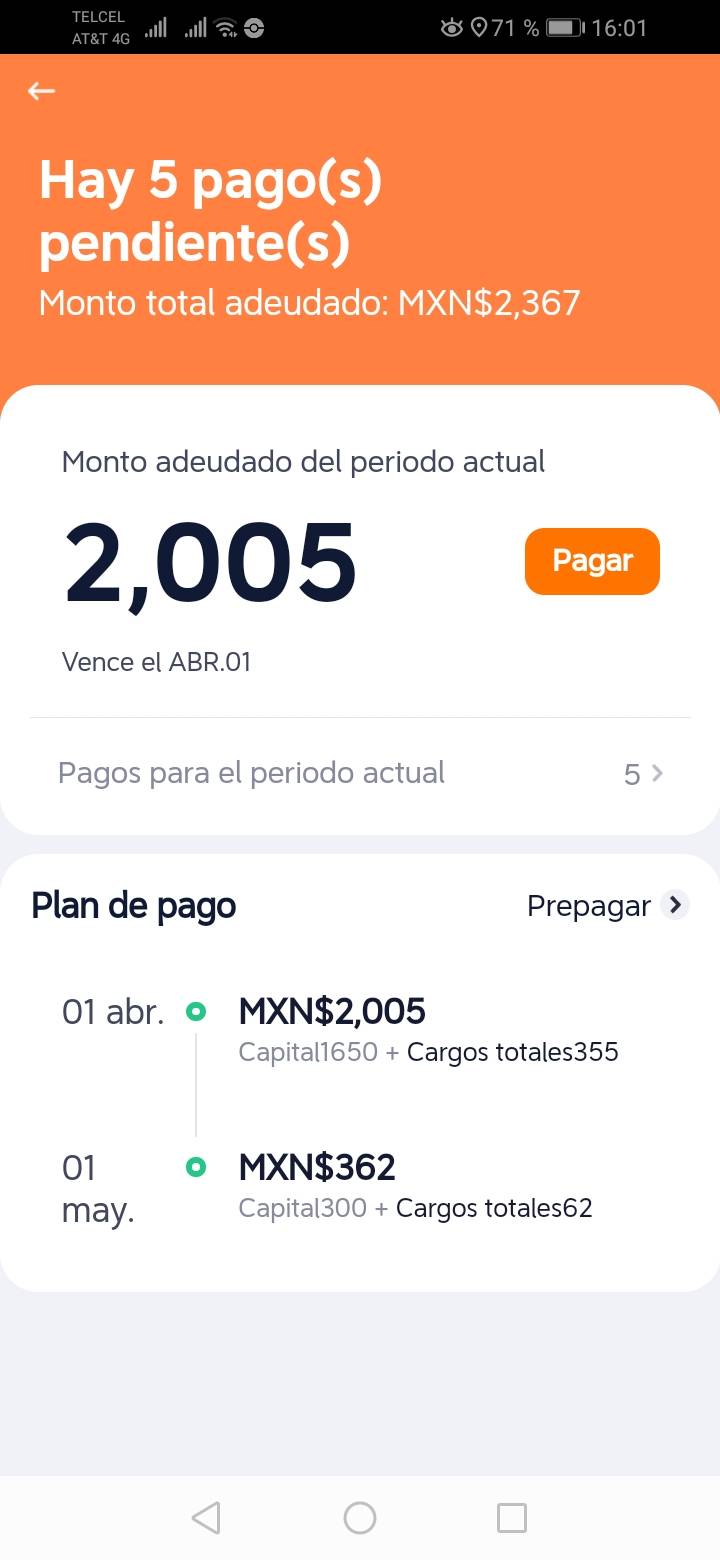 TELCEL
AT&T 4G
71 %
16:01
Hay 5 pago(s)
pendiente(s)
Monto total adeudado: MXN$2,367
Monto adeudado del periodo actual
2,005
Pagar
Vence el ABR.01
Pagos para el periodo actual
5
Plan de pago
Prepagar
01 abr.
MXN$2,005
Capital1650 + Cargos totales355
01
may.
MXN$362
Capital300 + Cargos totales62